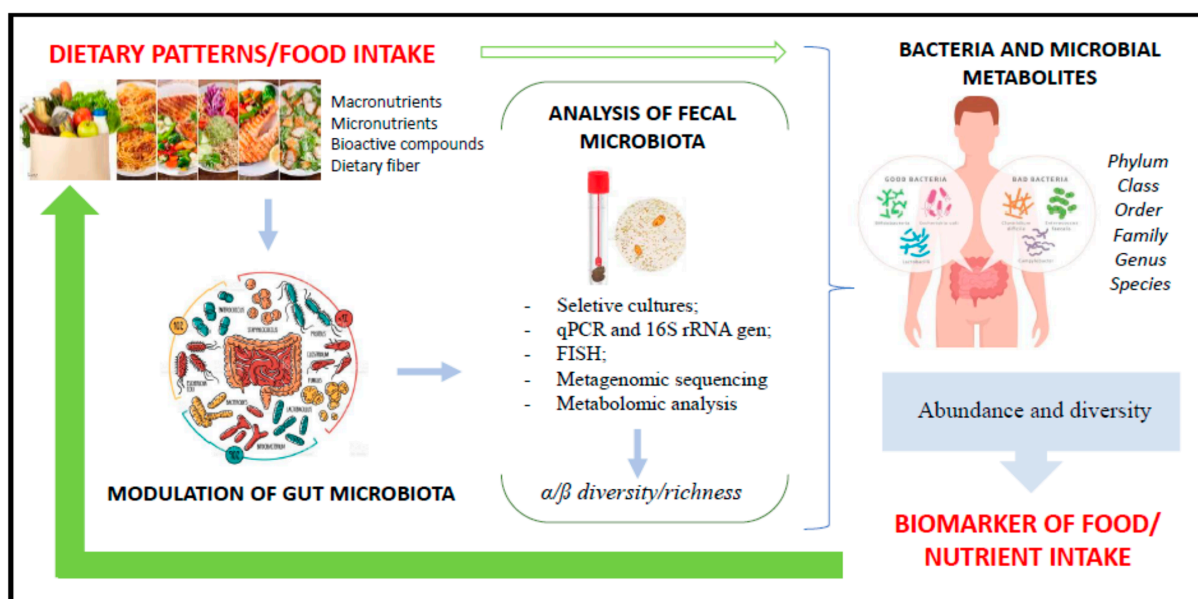 DIETARY PATTERNS/FOOD INTAKE
Macronutrients
Micronutrients
Bioactive compounds
Dietary fiber
MODULATION OF GUT MICROBIOTA
ANALYSIS OF FECAL
MICROBIOTA
- Seletive cultures;
- qPCR and 16S rRNA gen;
- FISH;
- Metagenomic sequencing
- Metabolomic analysis
α/β diversity/richness
BACTERIA AND MICROBIAL
METABOLITES
GOOD BACTERIA
BAD BACTERIA
Phylum
Class
Order
Family
Genus
Species
Abundance and diversity
BIOMARKER OF FOOD/
NUTRIENT INTAKE